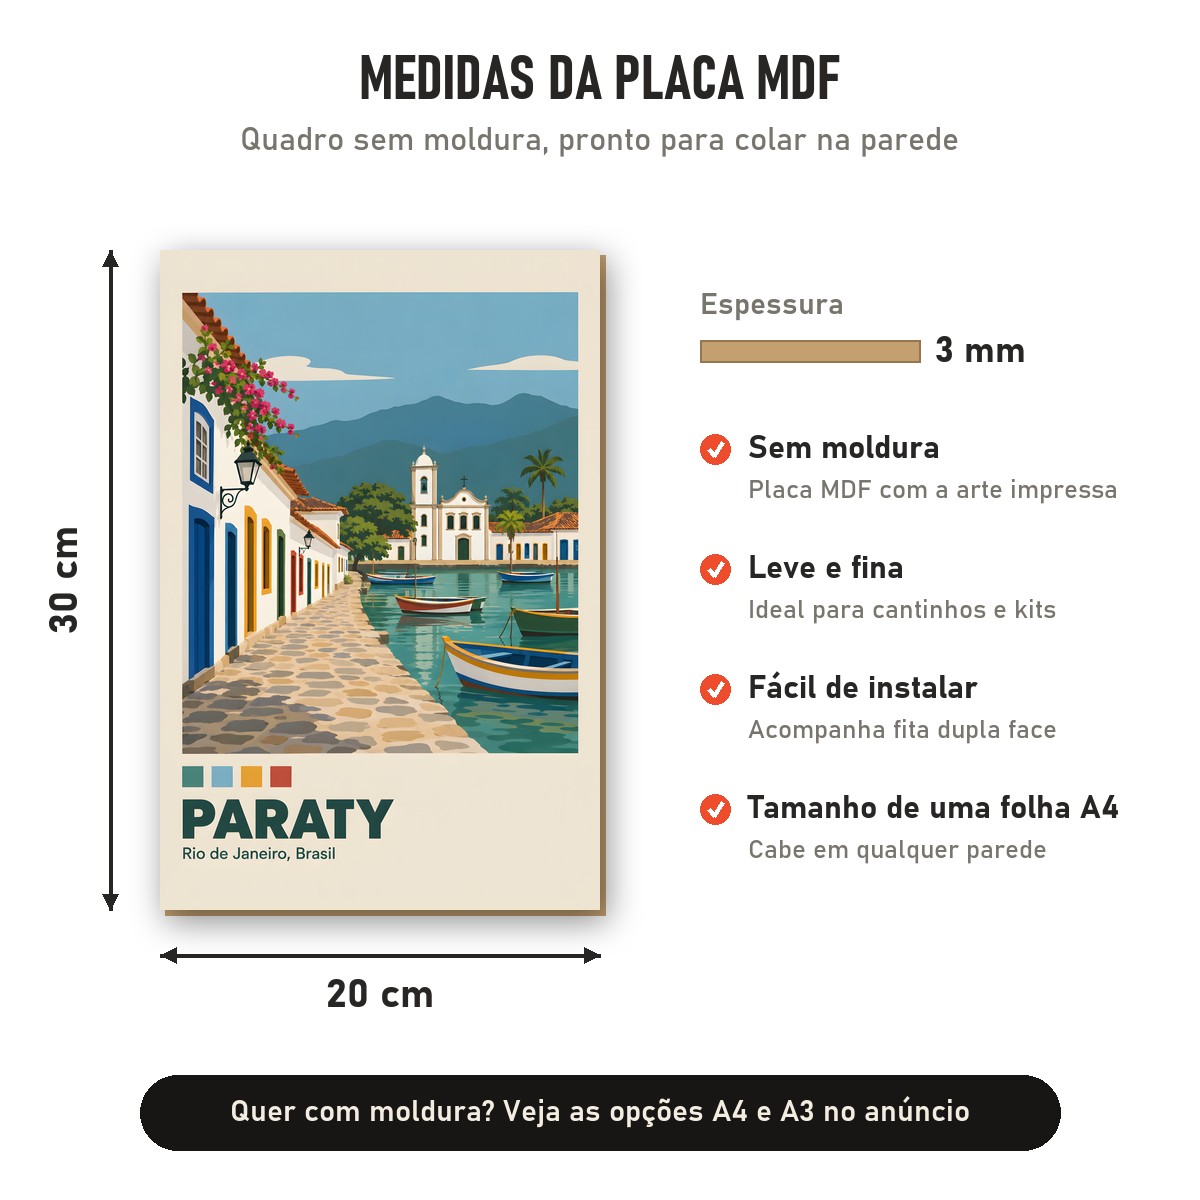 MEDIDAS DA PLACA MDF
Quadro sem moldura, pronto para colar na parede
30 cm
PARATY
Rio de Janeiro, Brasil
20 cm
Espessura
3 mm
Sem moldura
Placa MDF com a arte impressa
Leve e fina
Ideal para cantinhos e kits
Fácil de instalar
Acompanha fita dupla face
Tamanho de uma folha A4
Cabe em qualquer parede
Quer com moldura? Veja as opções A4 e A3 no anúncio